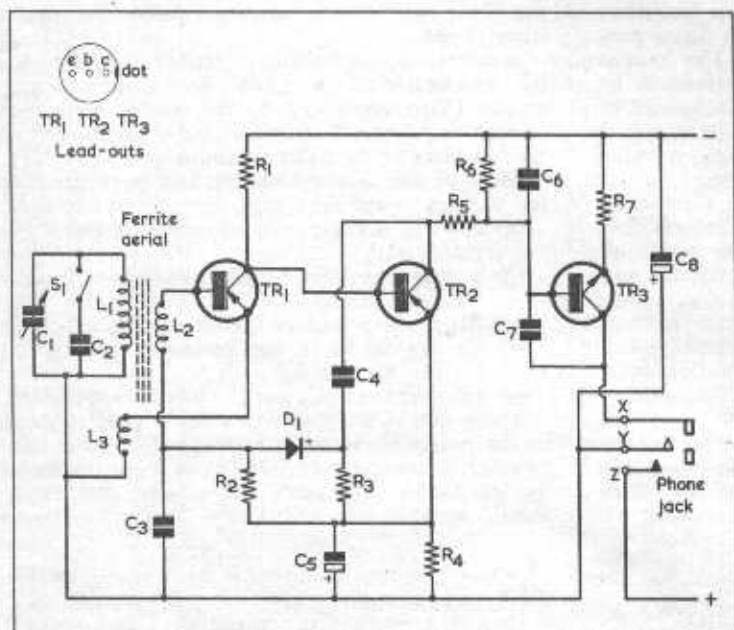 e b c
dot
TR1 TR2 TR3
Lead-outs
R1
R6
C6
R7
Ferrite
aerial
R5
C8
+
S1
L1
TR1
TR2
TR3
C1
C2
L2
C7
C4
X
L3
D1
Y
Z
Phone
jack
R2
R3
C3
C5
+
R4
+